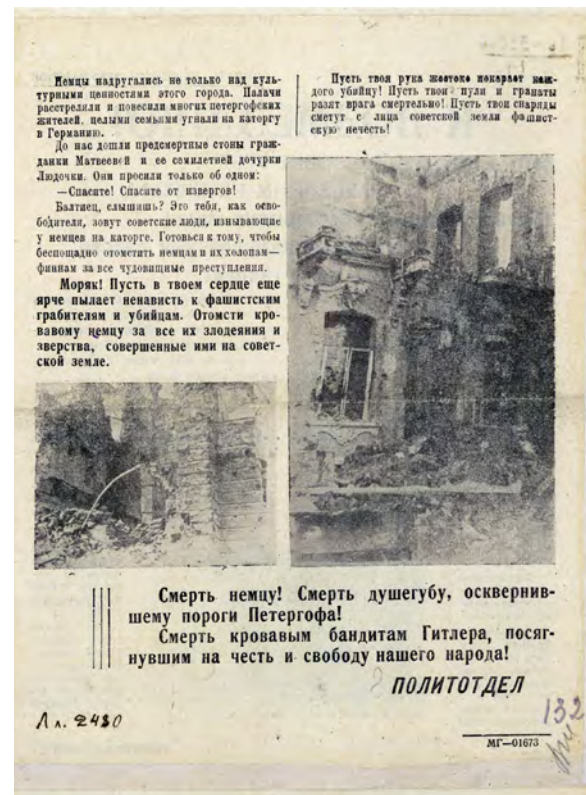 Немцы надругались не только над куль-
турными ценностями этого города. Палачи
расстреляли и повесили многих петергофских
жителей, целыми семьями угнали на каторгу
в Германию.
До нас дошли предсмертные стоны граж-
данки Матвеевой и ее семилетней дочурки
Людочки. Они просили только об одном:
—Спасите! Спасите от извергов!
Балтиец, слышишь? Это тебя, как осво-
бодителя, зовут советские люди, изнывающие
у немцев на каторге. Готовься к тому, чтобы
беспощадно отомстить немцам и их холопам—
финнам за все чудовищные преступления.
Моряк! Пусть в твоем сердце еще
ярче пылает ненависть к фашистским
грабителям и убийцам. Отомсти кро-
вавому немцу за все их злодеяния и
зверства, совершенные ими на совет-
ской земле.
Пусть твоя рука жестоко покарает каж-
дого убийцу! Пусть твои пули и гранаты
разят врага смертельно! Пусть твои снаряды
сметут с лица советской земли фашист-
скую нечесть!
Смерть немцу! Смерть душегубу, осквернив-
шему пороги Петергофа!
Смерть кровавым бандитам Гитлера, посяг-
нувшим на честь и свободу нашего народа!
ПОЛИТОТДЕЛ
Лл. 2480
132
МГ—01673